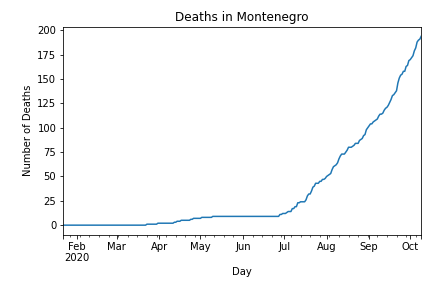 Deaths in Montenegro
200
175
150
125
100
75
50
25
0
Number of Deaths
Feb Mar Apr May Jun Jul Aug Sep Oct
2020
Day